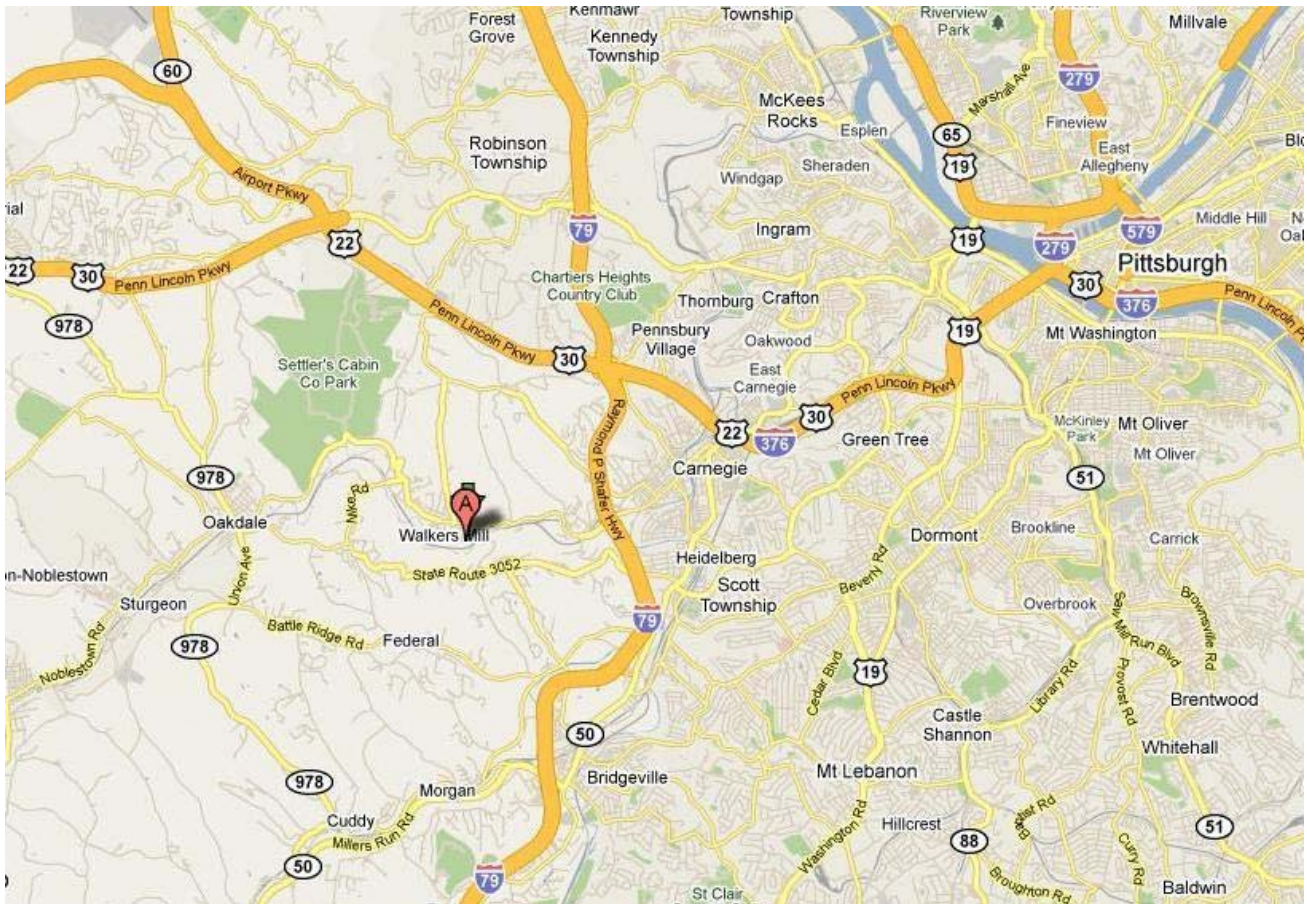 Forest
Grove
Kenmawr
Kennedy
Township
Township
Riverview
Park
Millvale
60
279
Marshall Ave
McKees
Rocks
Esplen
Fineview
65
19
East
Allegheny
Robinson
Township
Sheraden
Windgap
Airport Pkwy
79
Ingram
19
279
579
Middle Hill
22
30
Penn Lincoln Pkwy
22
Pittsburgh
Chartiers Heights
Country Club
Thornburg
Crafton
30
376
Penn Lincoln
978
Penn Lincoln Pkwy
Pennsbury
Village
Oakwood
19
Mt Washington
Settler's Cabin
Co Park
30
East
Carnegie
Penn Lincoln Pkwy
Raymond P Shafer Hwy
22
376
30
Green Tree
McKinley
Park
Mt Oliver
Mt Oliver
Carnegie
978
51
Nike Rd
A
Oakdale
Walkers Mill
Dormont
Brookline
Carrick
Heidelberg
State Route 3052
on-Noblestown
Union Ave
Beverly Rd
Scott
Township
Sturgeon
79
Overbrook
Brownsville Rd
Battle Ridge Rd
Federal
978
Saw Mill Run Blvd
Noblestown Rd
Cedar Blvd
19
Library Rd
Provost Rd
Brentwood
Castle
Shannon
50
Whitehall
978
Bridgeville
Mt Lebanon
Morgan
Cuddy
Millers Run Rd
Washington Rd
Hillcrest
88
51
50
79
Curry Rd
Broughton Rd
Baldwin
St Clair